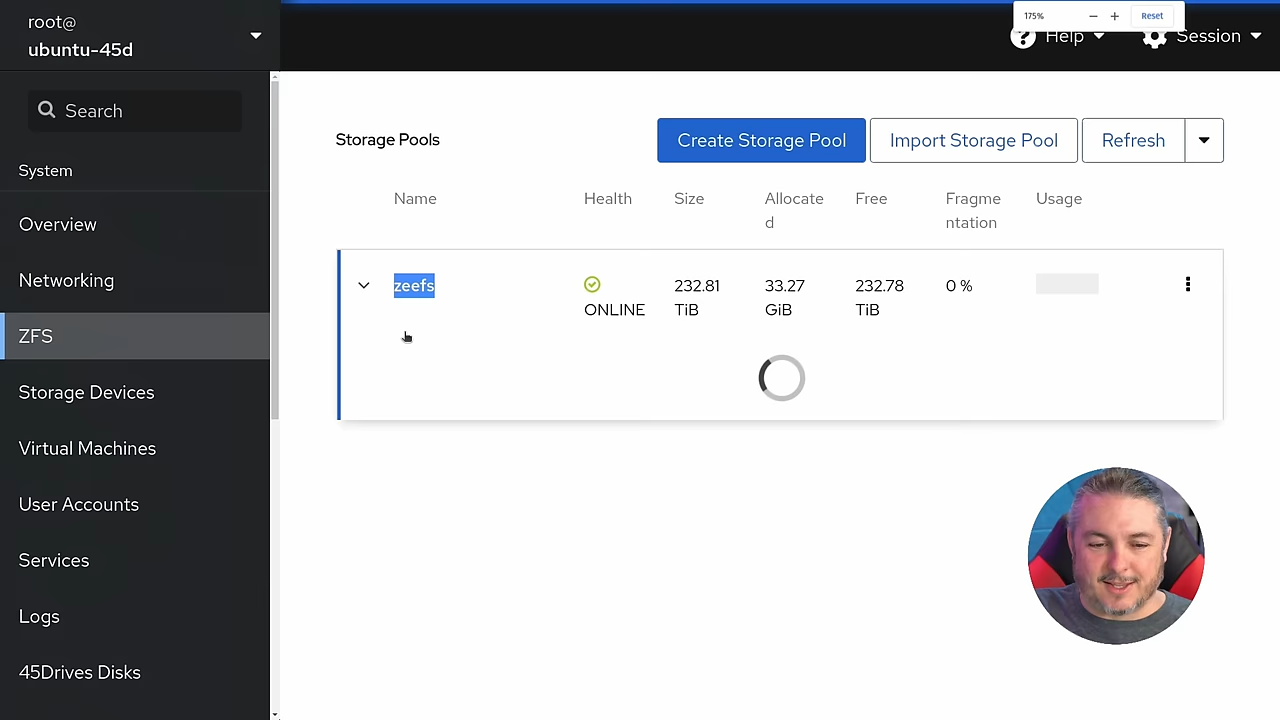 root@
ubuntu-45d
175%
Reset
Help
Session
Search
System
Overview
Networking
ZFS
Storage Devices
Virtual Machines
User Accounts
Services
Logs
45Drives Disks
Storage Pools
Create Storage Pool
Import Storage Pool
Refresh
Name
Health
Size
Allocate
d
Free
Fragme
ntation
Usage
zeefs
ONLINE
232.81
TiB
33.27
GiB
232.78
TiB
0 %